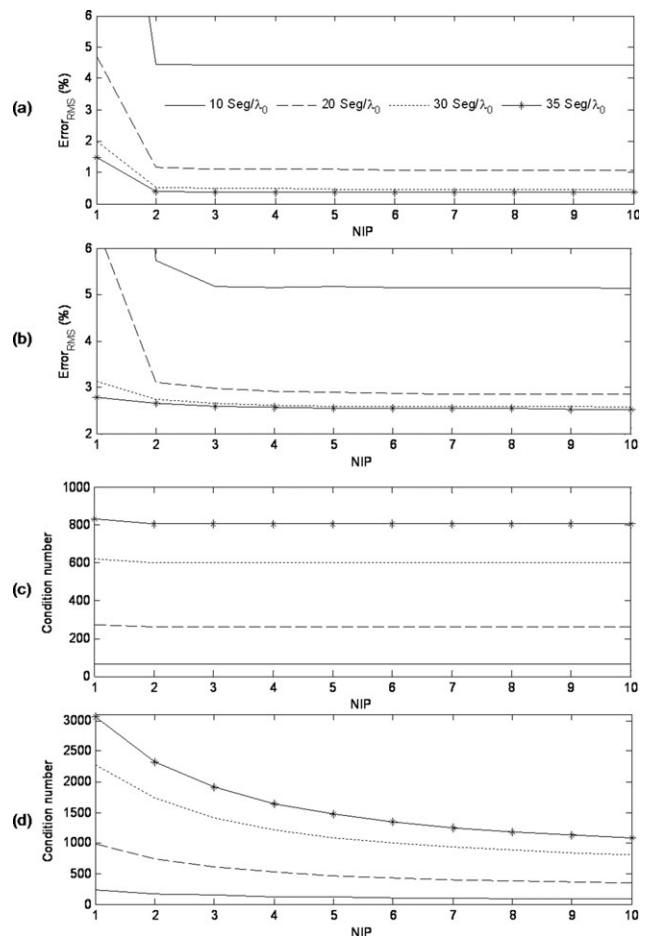 (a)
Error_RMS (%)
6
5
4
3
2
1
0
10 Seg/λ_0
20 Seg/λ_0
30 Seg/λ_0
35 Seg/λ_0
1 2 3 4 5 6 7 8 9 10
NIP
(b)
Error_RMS (%)
6
5
4
3
2
1 2 3 4 5 6 7 8 9 10
NIP
(c)
Condition number
1000
800
600
400
200
0
1 2 3 4 5 6 7 8 9 10
NIP
(d)
Condition number
3000
2500
2000
1500
1000
500
0
1 2 3 4 5 6 7 8 9 10
NIP